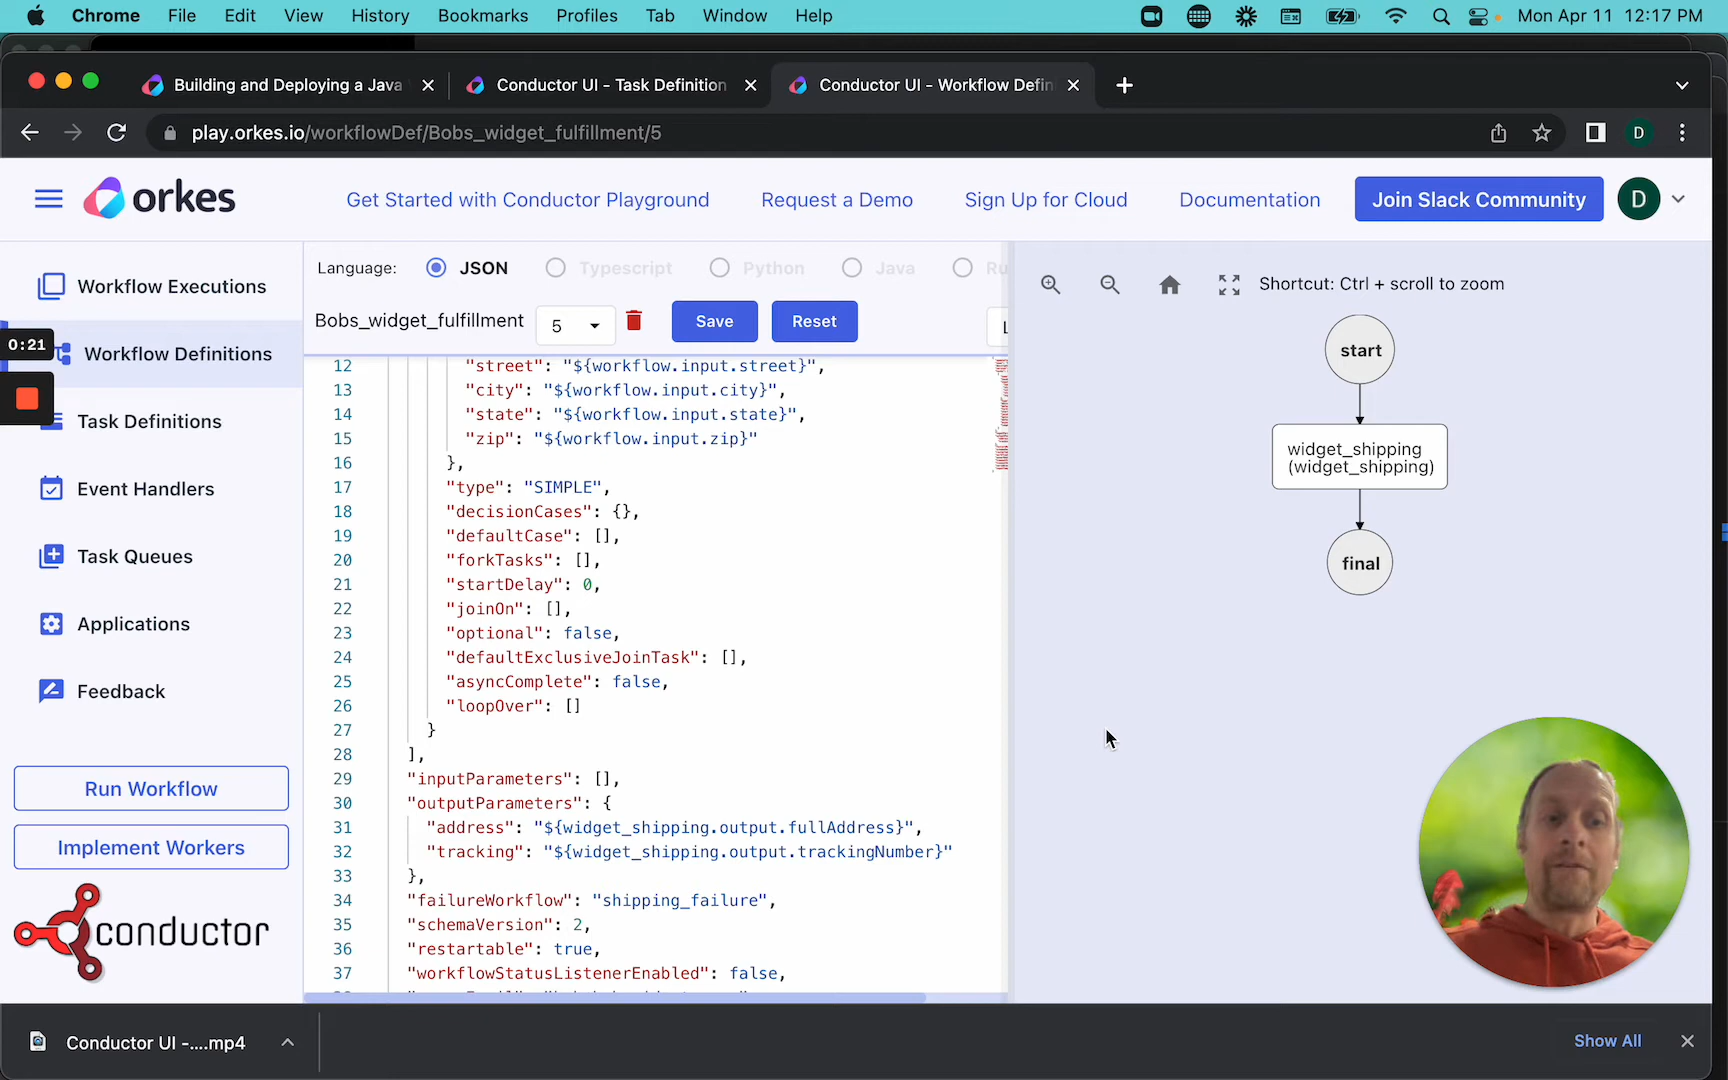 Chrome File Edit View History Bookmarks Profiles Tab Window Help Mon Apr 11 12:17 PM
Building and Deploying a Java
Conductor UI - Task Definition
Conductor UI - Workflow Defin
play.orkes.io/workflowDef/Bobs_widget_fulfillment/5
D
orkes
Get Started with Conductor Playground
Request a Demo
Sign Up for Cloud
Documentation
Join Slack Community
D
Workflow Executions
0:21
Workflow Definitions
Task Definitions
Event Handlers
Task Queues
Applications
Feedback
Run Workflow
Implement Workers
conductor
Language: JSON Typescript Python Java Ru
Bobs_widget_fulfillment 5 Save Reset
12 "street": "${workflow.input.street}",
13 "city": "${workflow.input.city}",
14 "state": "${workflow.input.state}",
15 "zip": "${workflow.input.zip}"
16 },
17 "type": "SIMPLE",
18 "decisionCases": {},
19 "defaultCase": [],
20 "forkTasks": [],
21 "startDelay": 0,
22 "joinOn": [],
23 "optional": false,
24 "defaultExclusiveJoinTask": [],
25 "asyncComplete": false,
26 "loopOver": []
27 }
28 ],
29 "inputParameters": [],
30 "outputParameters": {
31 "address": "${widget_shipping.output.fullAddress}",
32 "tracking": "${widget_shipping.output.trackingNumber}"
33 },
34 "failureWorkflow": "shipping_failure",
35 "schemaVersion": 2,
36 "restartable": true,
37 "workflowStatusListenerEnabled": false,
Shortcut: Ctrl + scroll to zoom
start
widget_shipping
(widget_shipping)
final
Conductor UI -....mp4
Show All